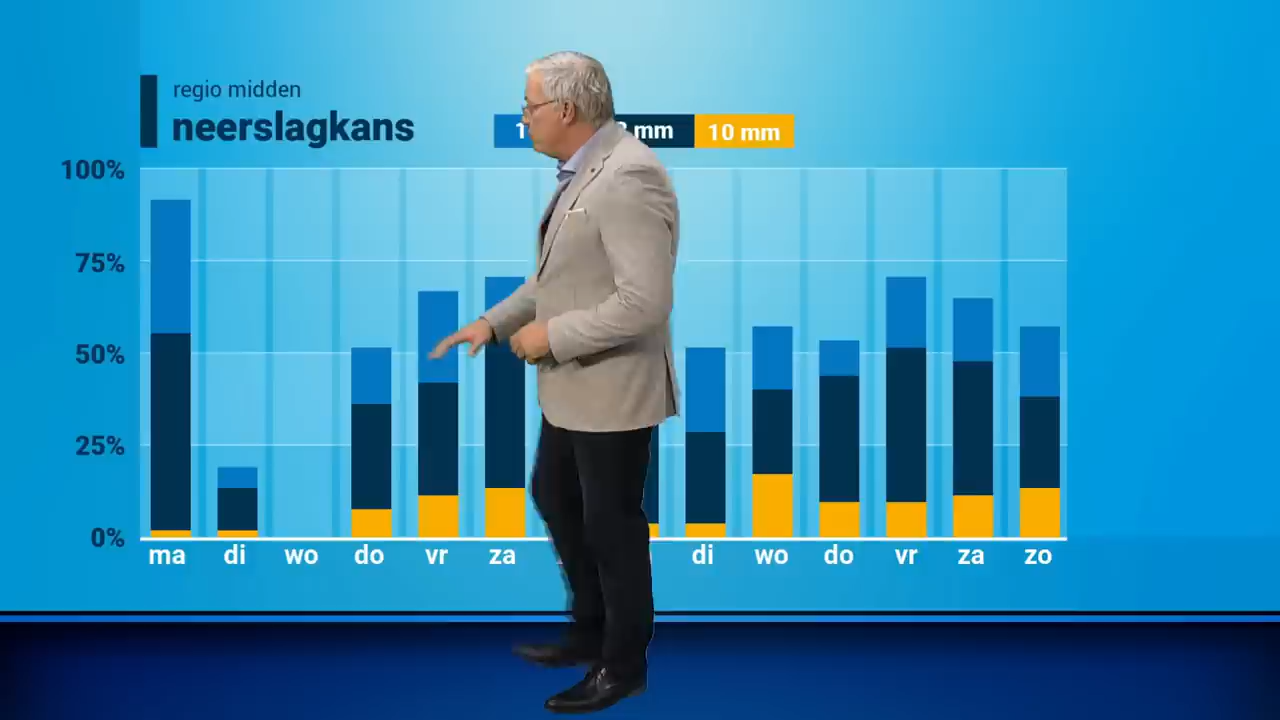 regio midden
neerslagkans
mm 10 mm
100%
75%
50%
25%
0%
ma di wo do vr za di wo do vr za zo